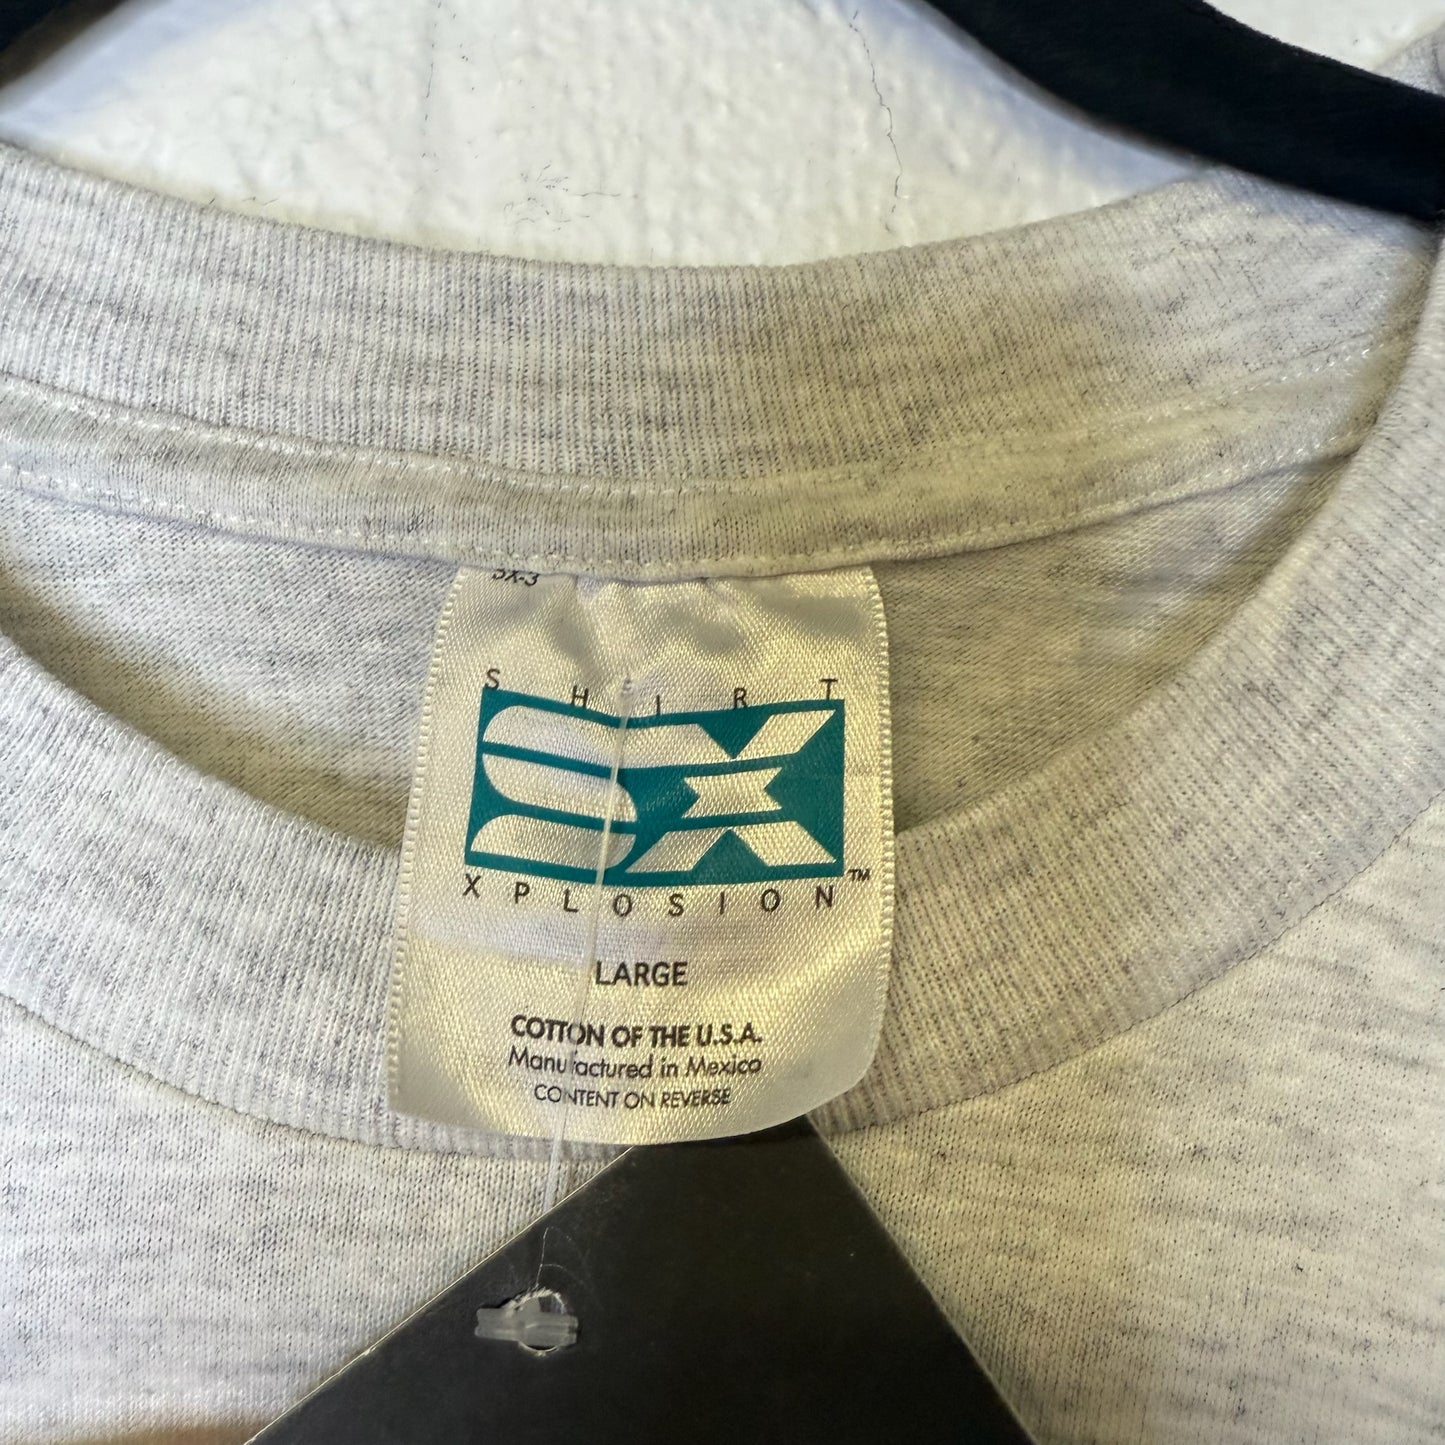 SX-3
SHIRT
SX
XPLOSION™
LARGE
COTTON OF THE U.S.A.
Manufactured in Mexico
CONTENT ON REVERSE